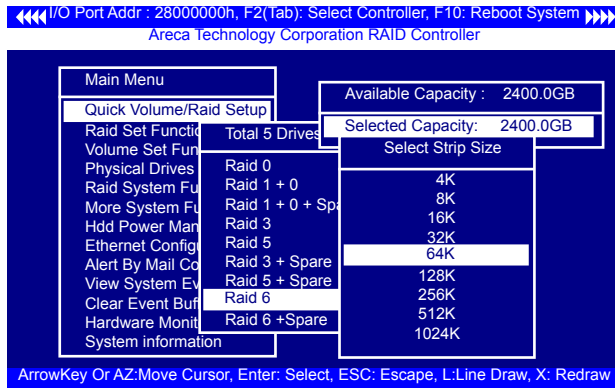 I/O Port Addr : 28000000h, F2(Tab): Select Controller, F10: Reboot System
Areca Technology Corporation RAID Controller
Main Menu
Quick Volume/Raid Setup
Raid Set Functio
Volume Set Fun
Physical Drives
Raid System Fu
More System Fu
Hdd Power Man
Ethernet Configu
Alert By Mail Co
View System Ev
Clear Event Buf
Hardware Monit
System information
Total 5 Drives
Raid 0
Raid 1 + 0
Raid 1 + 0 + Spa
Raid 3
Raid 5
Raid 3 + Spare
Raid 5 + Spare
Raid 6
Raid 6 +Spare
Available Capacity : 2400.0GB
Selected Capacity: 2400.0GB
Select Strip Size
4K
8K
16K
32K
64K
128K
256K
512K
1024K
ArrowKey Or AZ:Move Cursor, Enter: Select, ESC: Escape, L:Line Draw, X: Redraw